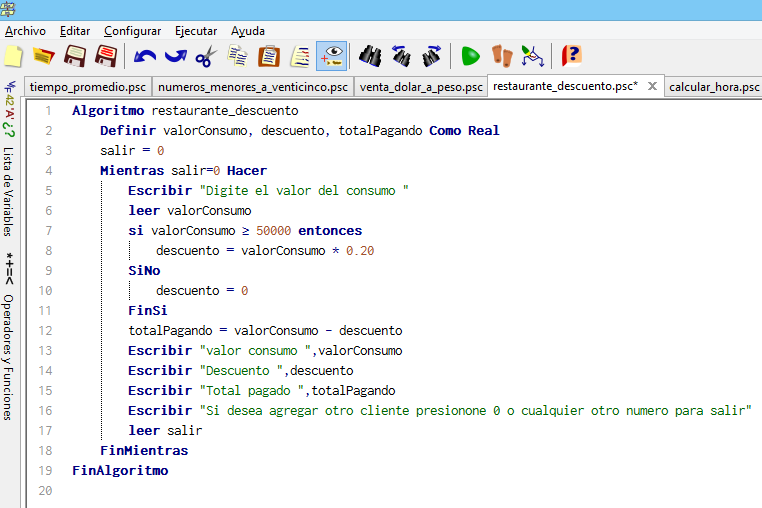 Archivo Editar Configurar Ejecutar Ayuda
tiempo_promedio.psc numeros_menores_a_venticinco.psc venta_dolar_a_peso.psc restaurante_descuento.psc* calcular_hora.psc
Lista de Variables
*+=< Operadores y Funciones
1 Algoritmo restaurante_descuento
2 Definir valorConsumo, descuento, totalPagando Como Real
3 salir = 0
4 Mientras salir=0 Hacer
5 Escribir "Digite el valor del consumo "
6 leer valorConsumo
7 si valorConsumo ≥ 50000 entonces
8 descuento = valorConsumo * 0.20
9 SiNo
10 descuento = 0
11 FinSi
12 totalPagando = valorConsumo - descuento
13 Escribir "valor consumo ",valorConsumo
14 Escribir "Descuento ",descuento
15 Escribir "Total pagado ",totalPagando
16 Escribir "Si desea agregar otro cliente presionone 0 o cualquier otro numero para salir"
17 leer salir
18 FinMientras
19 FinAlgoritmo
20